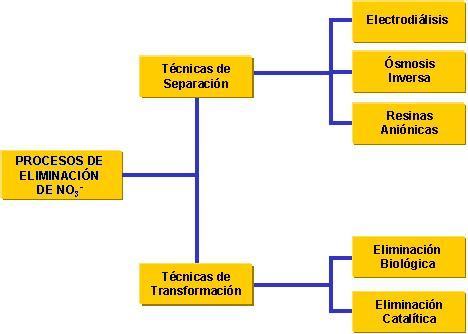 Electrodiálisis
Técnicas de
Separación
Ósmosis
Inversa
Resinas
Aniónicas
PROCESOS DE
ELIMINACIÓN
DE NO₃⁻
Técnicas de
Transformación
Eliminación
Biológica
Eliminación
Catalítica